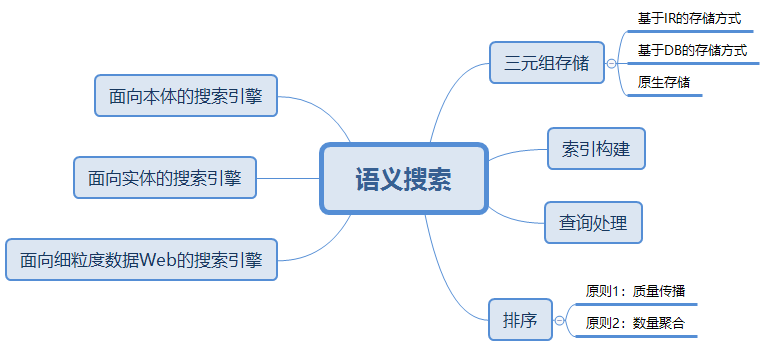 语义搜索
三元组存储
基于IR的存储方式
基于DB的存储方式
原生存储
索引构建
查询处理
排序
原则1：质量传播
原则2：数量聚合
面向本体的搜索引擎
面向实体的搜索引擎
面向细粒度数据Web的搜索引擎